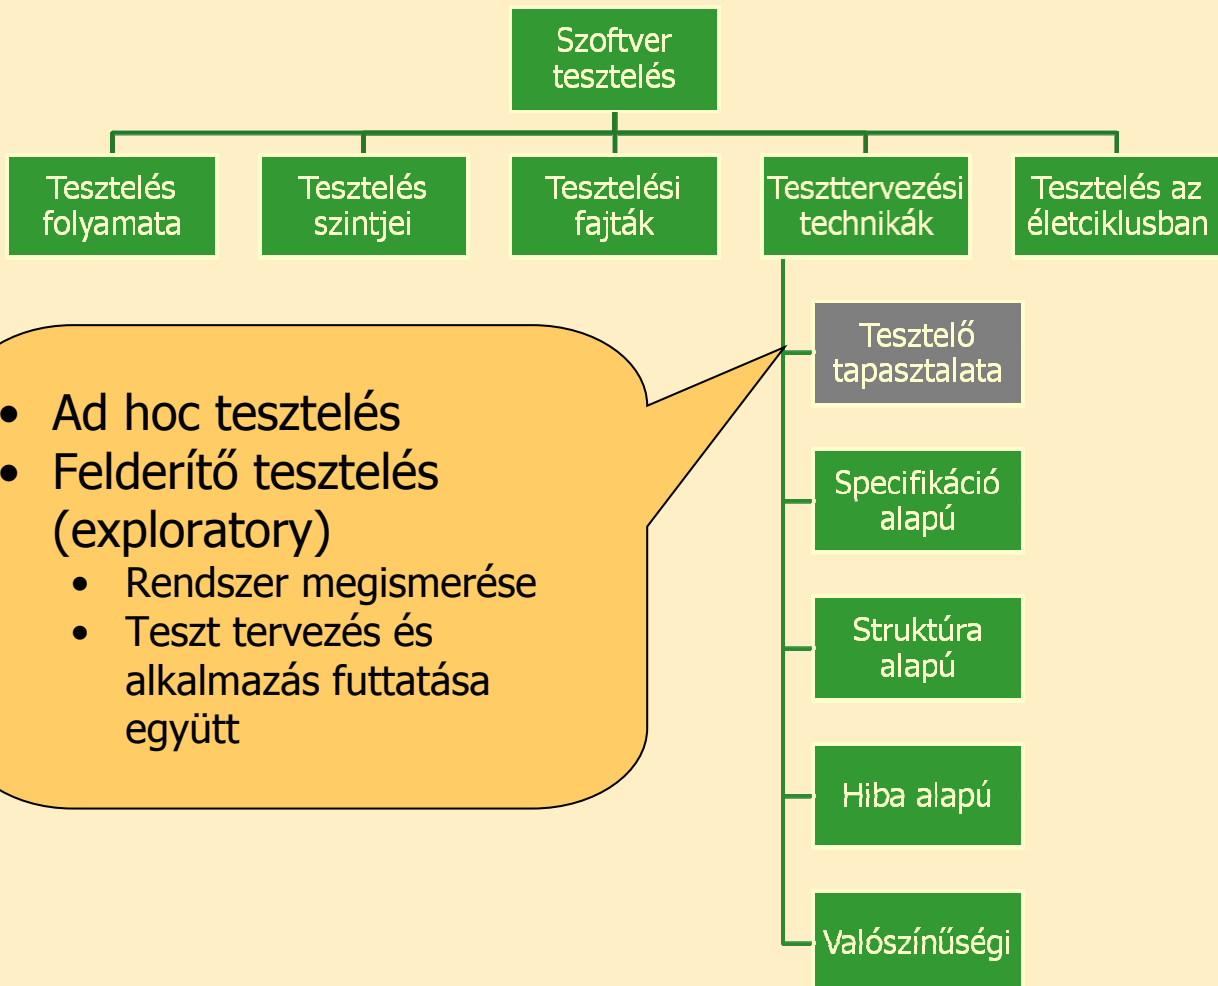 Szoftver
tesztelés
Tesztelés
folyamata
Tesztelés
szintjei
Tesztelési
fajták
Teszttervezési
technikák
Tesztelés az
életciklusban
Tesztelő
tapasztalata
• Ad hoc tesztelés
• Felderítő tesztelés
(exploratory)
• Rendszer megismerése
• Teszt tervezés és
alkalmazás futtatása
együtt
Specifikáció
alapú
Struktúra
alapú
Hiba alapú
Valószínűségi